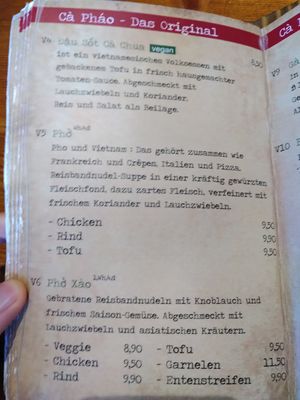 Cà Pháo - Das Original
V4 Đậu Sốt Cà Chua vegan
ist ein vietnamesisches Volksessen mit 8,50
gebackenem Tofu in frisch hausgemachter
Tomaten-Sauce. Abgeschmeckt mit
Lauchzwiebeln und Koriander.
Reis und Salat als Beilage.
V5 Phở
Pho und Vietnam : Das gehört zusammen wie
Frankreich und Crêpes, Italien und Pizza.
Reisbandnudel-Suppe in einer kräftig gewürzten
Fleischfond, dazu zartes Fleisch, verfeinert mit
frischem Koriander und Lauchzwiebeln.
- Chicken 9,50
- Rind 9,90
- Tofu 9,50
V6 Phở Xào
Gebratene Reisbandnudeln mit Knoblauch und
frischem Saison-Gemüse. Abgeschmeckt mit
Lauchzwiebeln und asiatischen Kräutern.
- Veggie 8,90 - Tofu 9,50
- Chicken 9,50 - Garnelen 11.50
- Rind 9,90 - Entenstreifen 9,90
V10